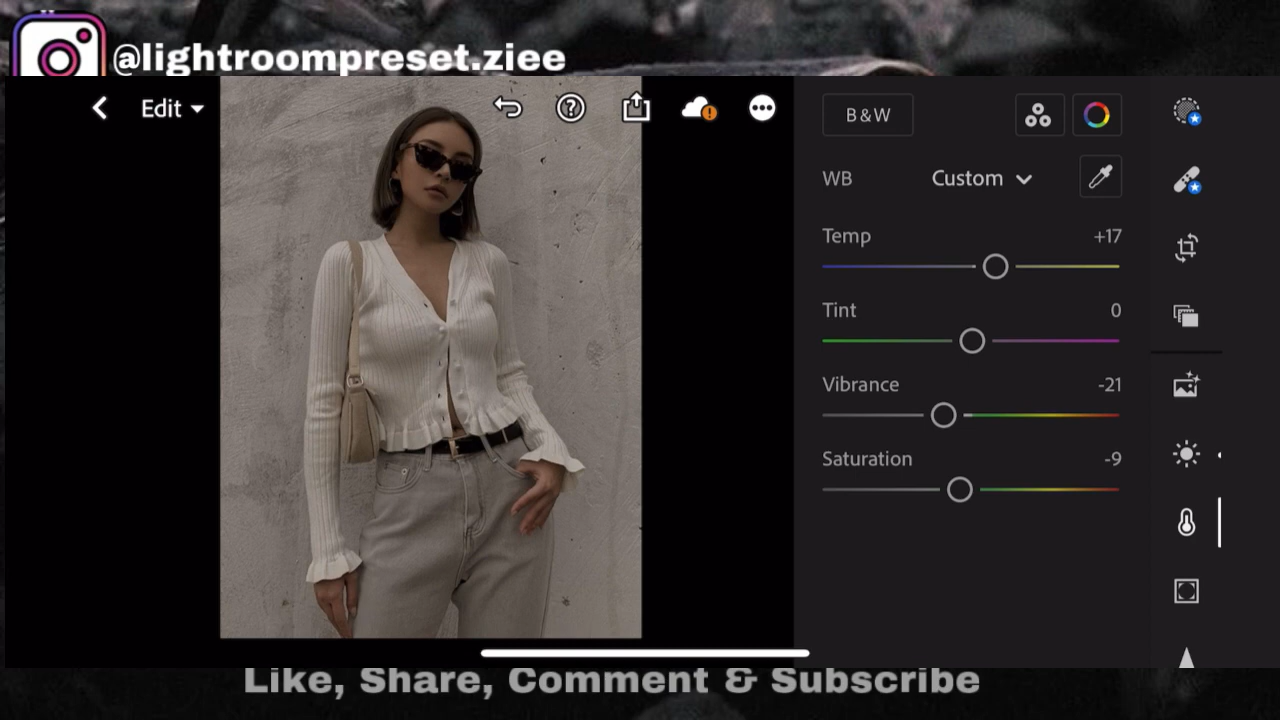 @lightroompreset.ziee
Edit
B&W
WB Custom
Temp +17
Tint 0
Vibrance -21
Saturation -9
Like, Share, Comment & Subscribe